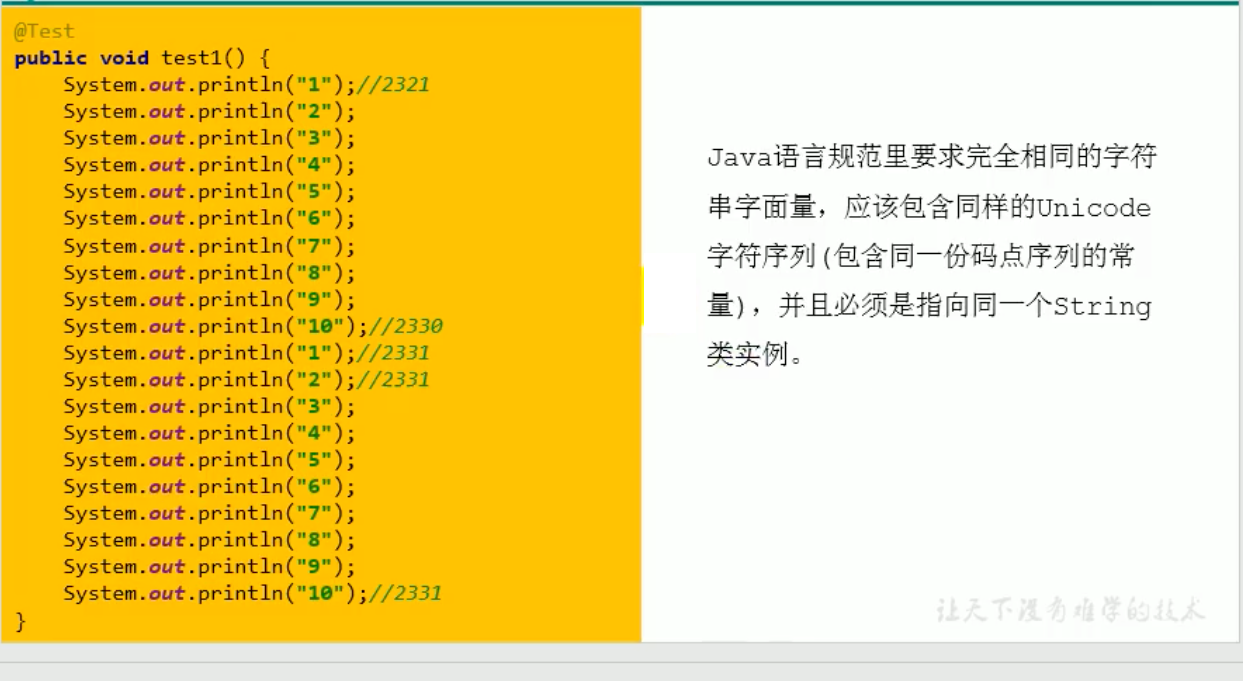 @Test
public void test1() {
    System.out.println("1");//2321
    System.out.println("2");
    System.out.println("3");
    System.out.println("4");
    System.out.println("5");
    System.out.println("6");
    System.out.println("7");
    System.out.println("8");
    System.out.println("9");
    System.out.println("10");//2330
    System.out.println("1");//2331
    System.out.println("2");//2331
    System.out.println("3");
    System.out.println("4");
    System.out.println("5");
    System.out.println("6");
    System.out.println("7");
    System.out.println("8");
    System.out.println("9");
    System.out.println("10");//2331
}
Java语言规范里要求完全相同的字符
串字面量，应该包含同样的Unicode
字符序列(包含同一份码点序列的常
量)，并且必须是指向同一个String
类实例。
让天下没有难学的技术